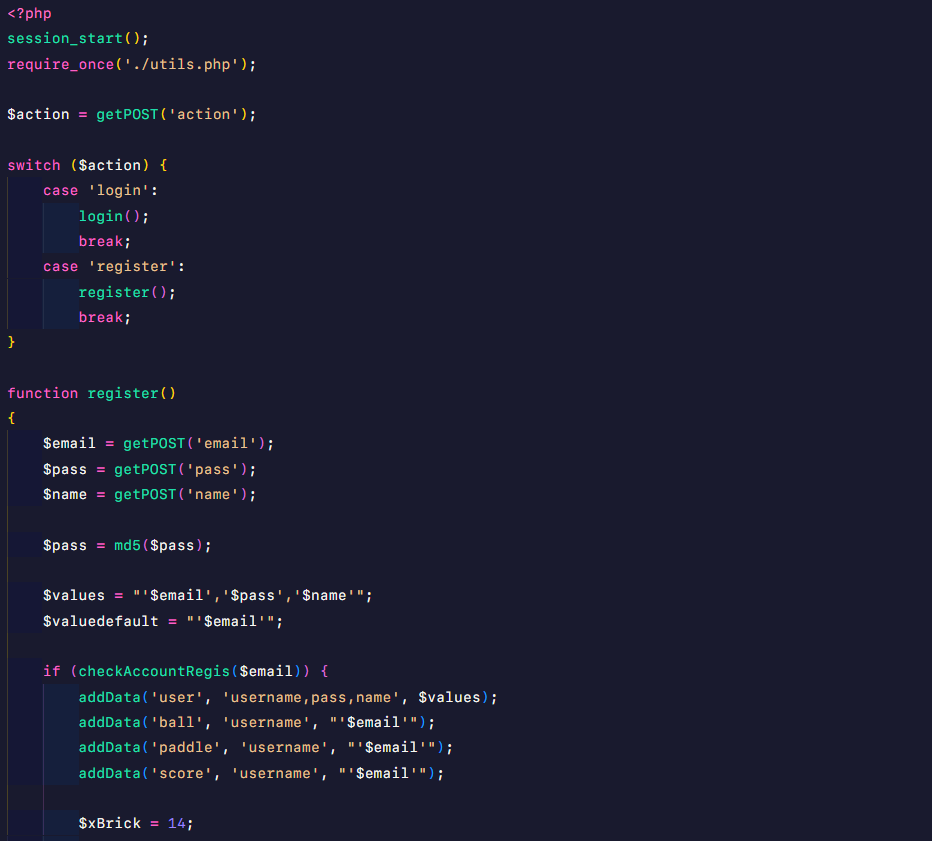 <?php
session_start();
require_once('./utils.php');
$action = getPOST('action');
switch ($action) {
case 'login':
login();
break;
case 'register':
register();
break;
}
function register()
{
$email = getPOST('email');
$pass = getPOST('pass');
$name = getPOST('name');
$pass = md5($pass);
$values = "'$email','$pass','$name'";
$valuedefault = "'$email'";
if (checkAccountRegis($email)) {
addData('user', 'username,pass,name', $values);
addData('ball', 'username', "'$email'");
addData('paddle', 'username', "'$email'");
addData('score', 'username', "'$email'");
$xBrick = 14;